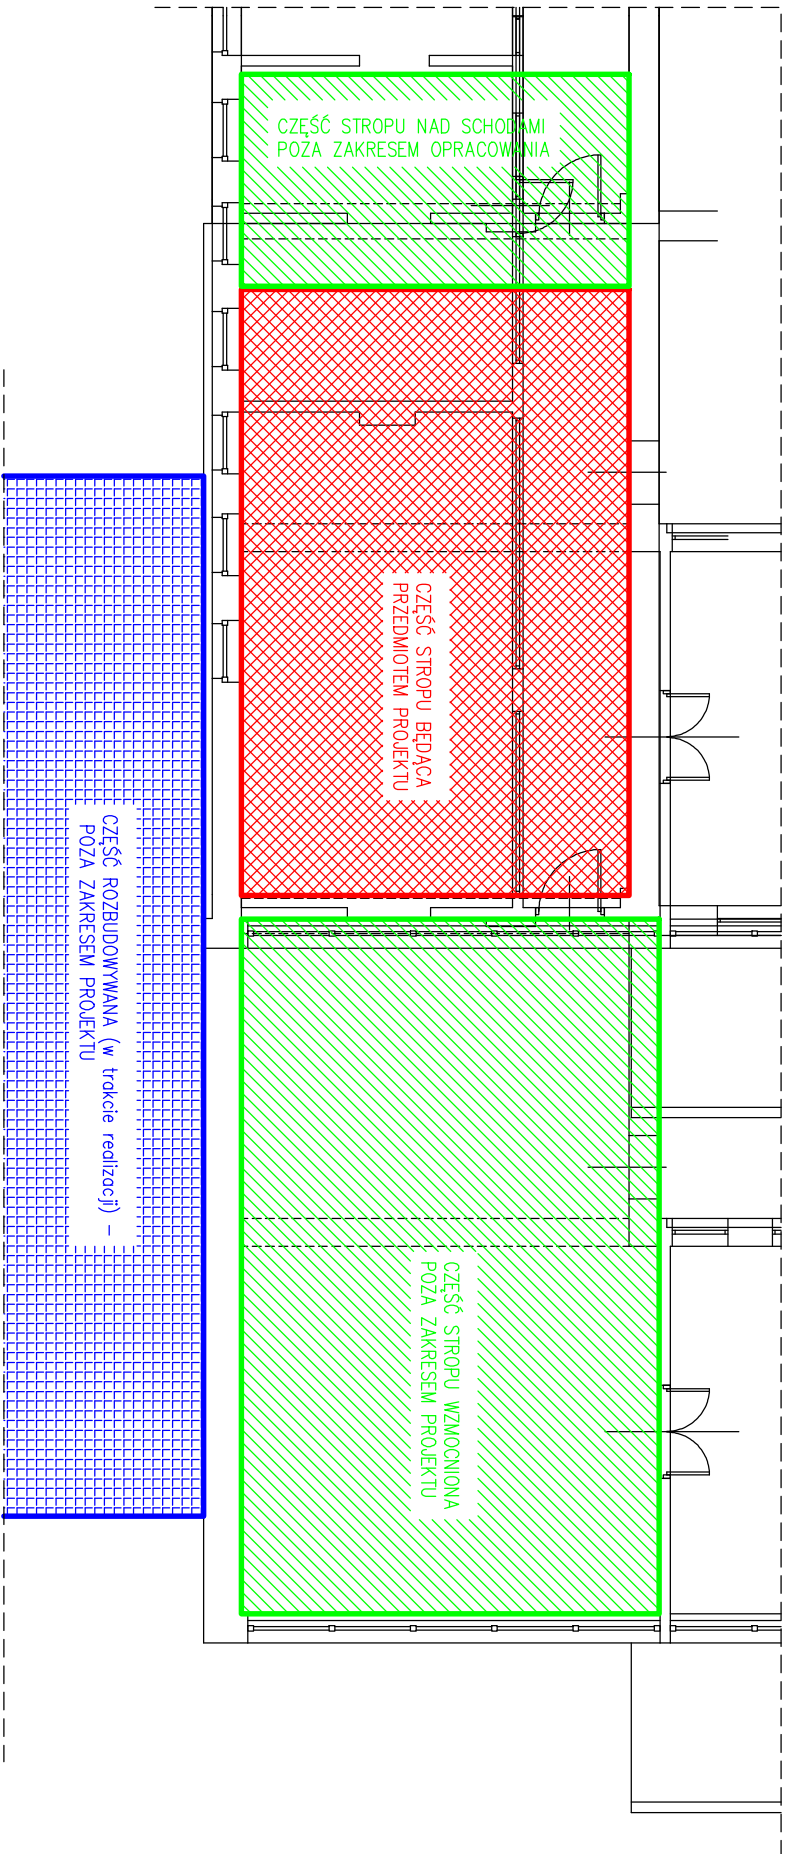 CZĘŚĆ STROPU NAD SCHODAMI
POZA ZAKRESEM OPRACOWANIA
CZĘŚĆ STROPU BĘDĄCA
PRZEDMIOTEM PROJEKTU
CZĘŚĆ ROZBUDOWYWANA (w trakcie realizacji) –
POZA ZAKRESEM PROJEKTU
CZĘŚĆ STROPU WZMOCNIONA
POZA ZAKRESEM PROJEKTU